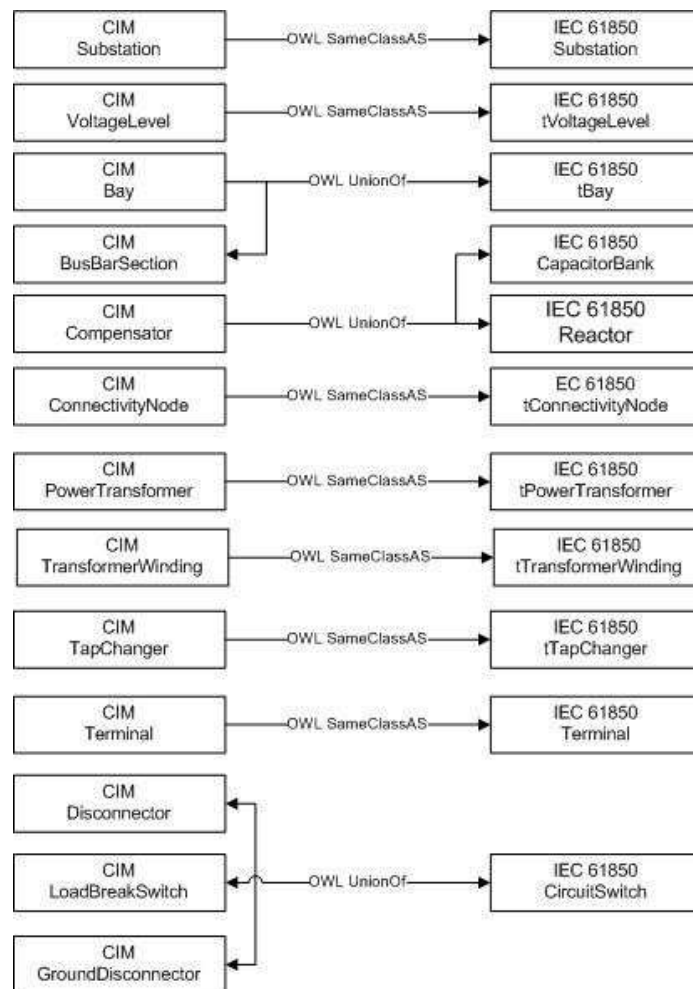 CIM
Substation
OWL SameClassAS
IEC 61850
Substation
CIM
VoltageLevel
OWL SameClassAS
IEC 61850
tVoltageLevel
CIM
Bay
OWL UnionOf
IEC 61850
tBay
CIM
BusBarSection
IEC 61850
CapacitorBank
CIM
Compensator
OWL UnionOf
IEC 61850
Reactor
CIM
ConnectivityNode
OWL SameClassAS
EC 61850
tConnectivityNode
CIM
PowerTransformer
OWL SameClassAS
IEC 61850
tPowerTransformer
CIM
TransformerWinding
OWL SameClassAS
IEC 61850
tTransformerWinding
CIM
TapChanger
OWL SameClassAS
IEC 61850
tTapChanger
CIM
Terminal
OWL SameClassAS
IEC 61850
Terminal
CIM
Disconnector
CIM
LoadBreakSwitch
OWL UnionOf
IEC 61850
CircuitSwitch
CIM
GroundDisconnector